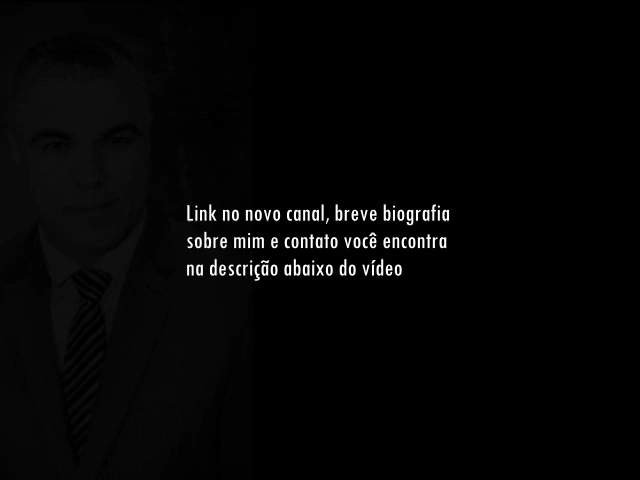 Link no novo canal, breve biografia
sobre mim e contato você encontra
na descrição abaixo do vídeo